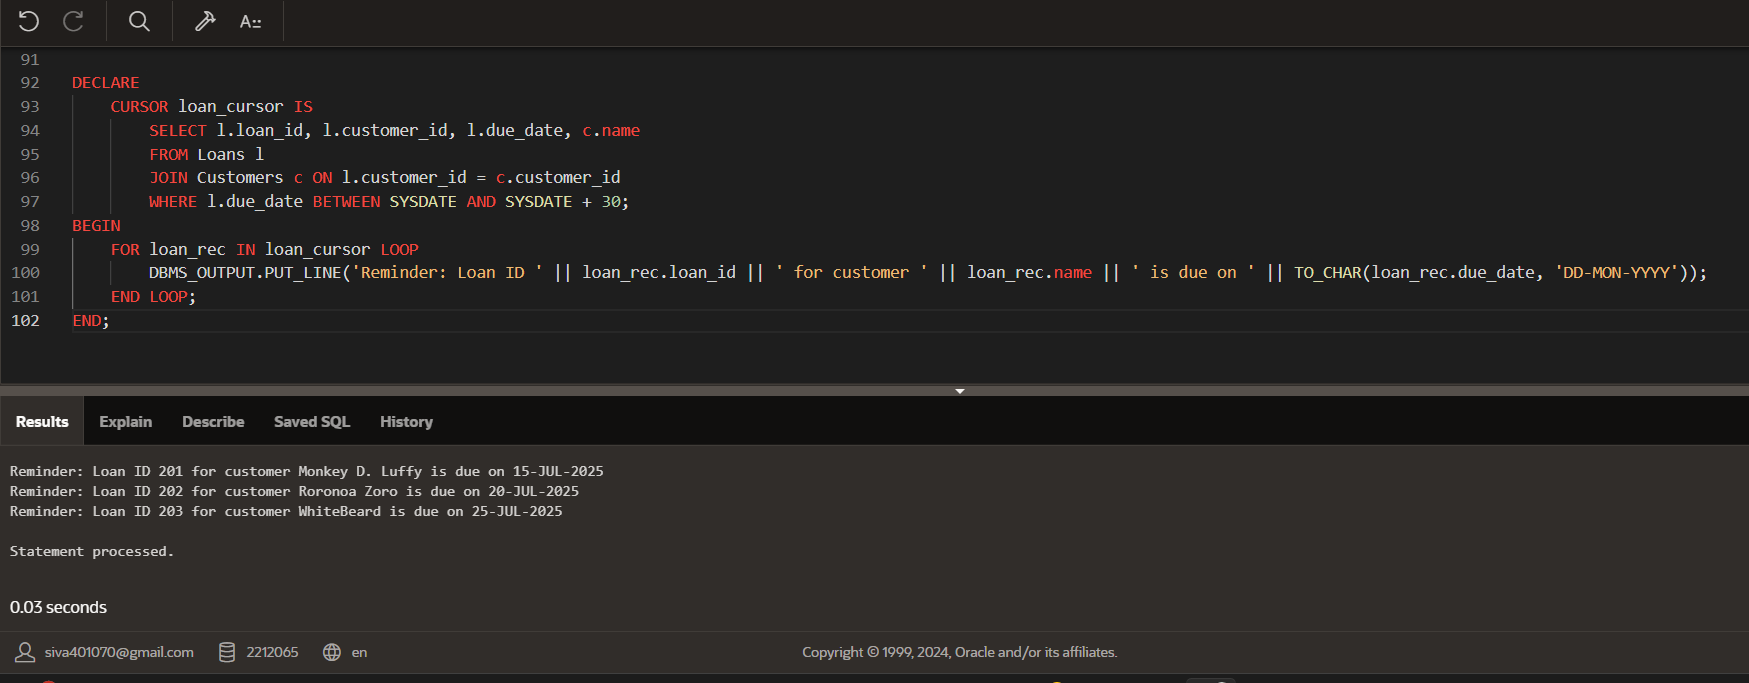 A::
91
92 DECLARE
93 CURSOR loan_cursor IS
94 SELECT l.loan_id, l.customer_id, l.due_date, c.name
95 FROM Loans l
96 JOIN Customers c ON l.customer_id = c.customer_id
97 WHERE l.due_date BETWEEN SYSDATE AND SYSDATE + 30;
98 BEGIN
99 FOR loan_rec IN loan_cursor LOOP
100 DBMS_OUTPUT.PUT_LINE('Reminder: Loan ID ' || loan_rec.loan_id || ' for customer ' || loan_rec.name || ' is due on ' || TO_CHAR(loan_rec.due_date, 'DD-MON-YYYY'));
101 END LOOP;
102 END;
Results Explain Describe Saved SQL History
Reminder: Loan ID 201 for customer Monkey D. Luffy is due on 15-JUL-2025
Reminder: Loan ID 202 for customer Roronoa Zoro is due on 20-JUL-2025
Reminder: Loan ID 203 for customer WhiteBeard is due on 25-JUL-2025
Statement processed.
0.03 seconds
siva401070@gmail.com 2212065 en Copyright © 1999, 2024, Oracle and/or its affiliates.